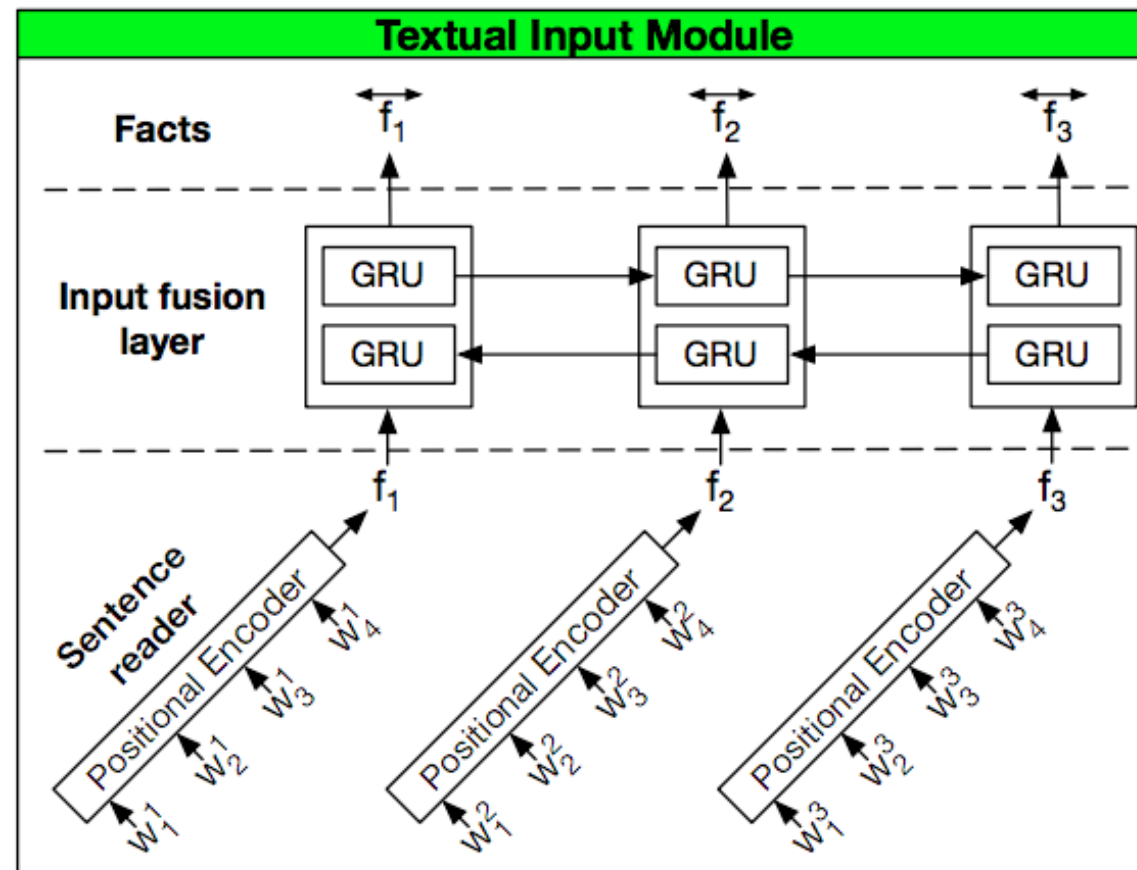 Textual Input Module
Facts
f₁ f₂ f₃
Input fusion
layer
GRU GRU GRU
GRU GRU GRU
f₁ f₂ f₃
Sentence
reader
Positional Encoder
w₁¹ w₂¹ w₃¹ w₄¹
Positional Encoder
w₁² w₂² w₃² w₄²
Positional Encoder
w₁³ w₂³ w₃³ w₄³